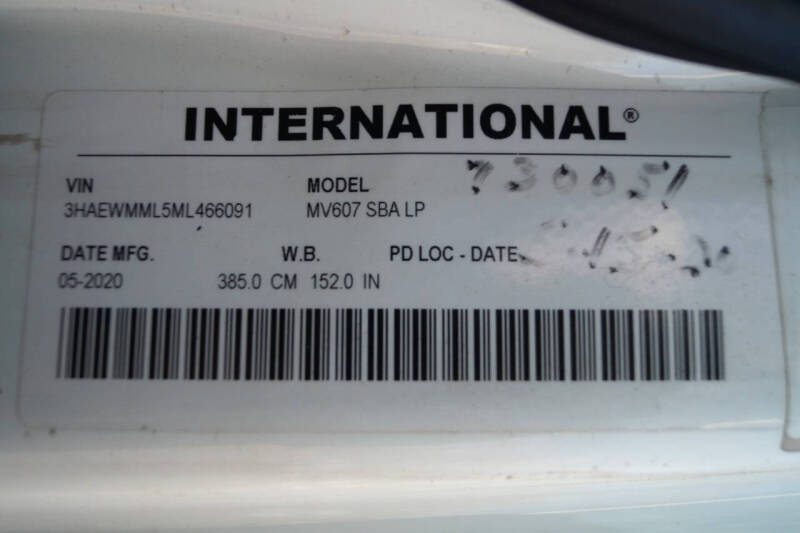 INTERNATIONAL®
VIN MODEL 730051
3HAEWMML5ML466091 MV607 SBA LP
DATE MFG. W.B. PD LOC - DATE
05-2020 385.0 CM 152.0 IN